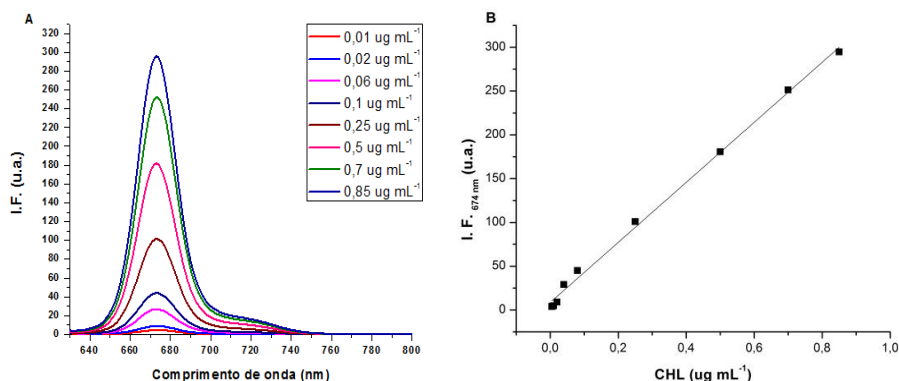 A
I.F. (u.a.)
320
300
280
260
240
220
200
180
160
140
120
100
80
60
40
20
0
640 660 680 700 720 740 760 780 800
Comprimento de onda (nm)
0,01 ug mL⁻¹
0,02 ug mL⁻¹
0,06 ug mL⁻¹
0,1 ug mL⁻¹
0,25 ug mL⁻¹
0,5 ug mL⁻¹
0,7 ug mL⁻¹
0,85 ug mL⁻¹
B
I. F. 674 nm (u.a.)
300
250
200
150
100
50
0
0,0 0,2 0,4 0,6 0,8 1,0
CHL (ug mL⁻¹)